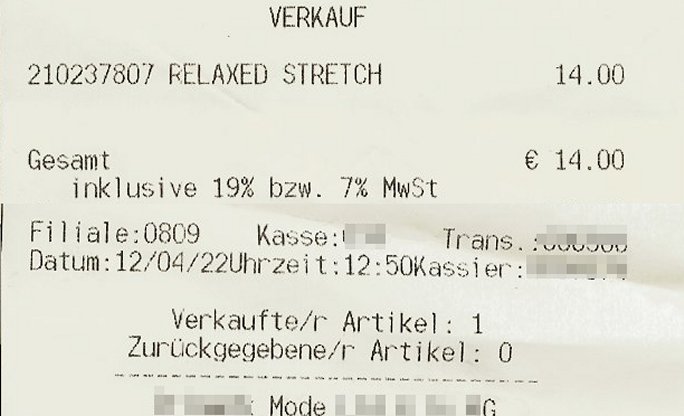 VERKAUF
210237807 RELAXED STRETCH 14.00
Gesamt € 14.00
inklusive 19% bzw. 7% MwSt
Filiale:0809 Kasse: Trans.:
Datum:12/04/22Uhrzeit:12:50Kassier:
Verkaufte/r Artikel: 1
Zurückgegebene/r Artikel: 0
Mode